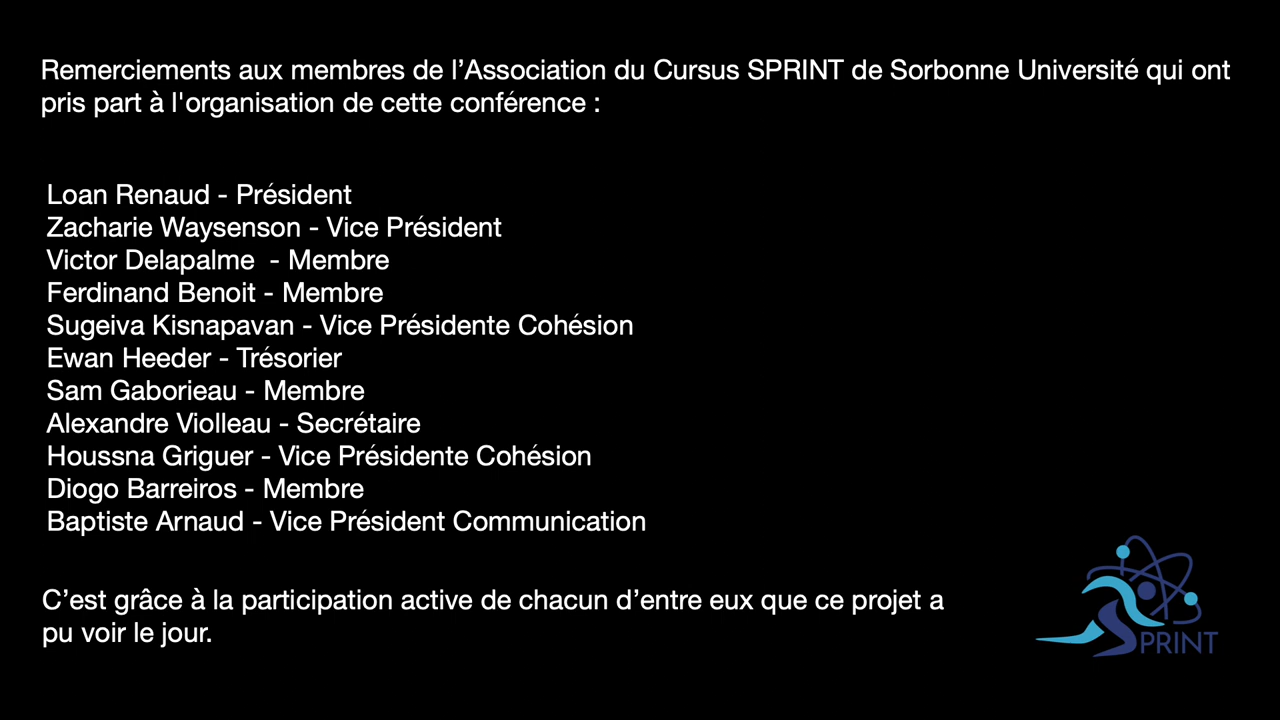 Remerciements aux membres de l’Association du Cursus SPRINT de Sorbonne Université qui ont
pris part à l'organisation de cette conférence :
Loan Renaud - Président
Zacharie Waysenson - Vice Président
Victor Delapalme  - Membre
Ferdinand Benoit - Membre
Sugeiva Kisnapavan - Vice Présidente Cohésion
Ewan Heeder - Trésorier
Sam Gaborieau - Membre
Alexandre Violleau - Secrétaire
Houssna Griguer - Vice Présidente Cohésion
Diogo Barreiros - Membre
Baptiste Arnaud - Vice Président Communication
C’est grâce à la participation active de chacun d’entre eux que ce projet a
pu voir le jour.
SPRINT